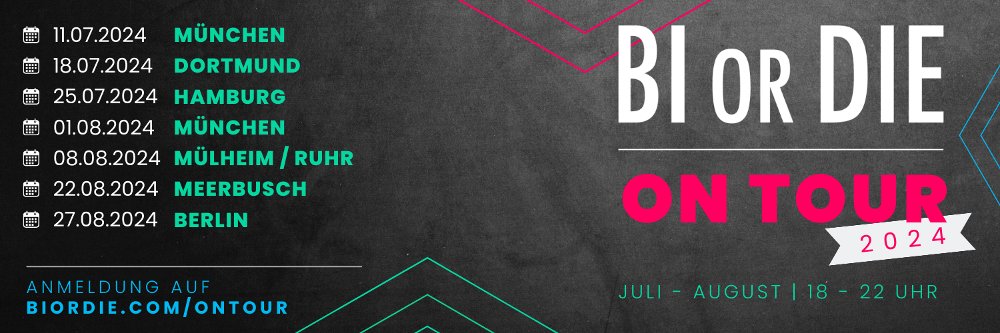 11.07.2024 MÜNCHEN
18.07.2024 DORTMUND
25.07.2024 HAMBURG
01.08.2024 MÜNCHEN
08.08.2024 MÜLHEIM / RUHR
22.08.2024 MEERBUSCH
27.08.2024 BERLIN
ANMELDUNG AUF
BIORDIE.COM/ONTOUR
BI OR DIE
ON TOUR
2024
JULI - AUGUST | 18 - 22 UHR